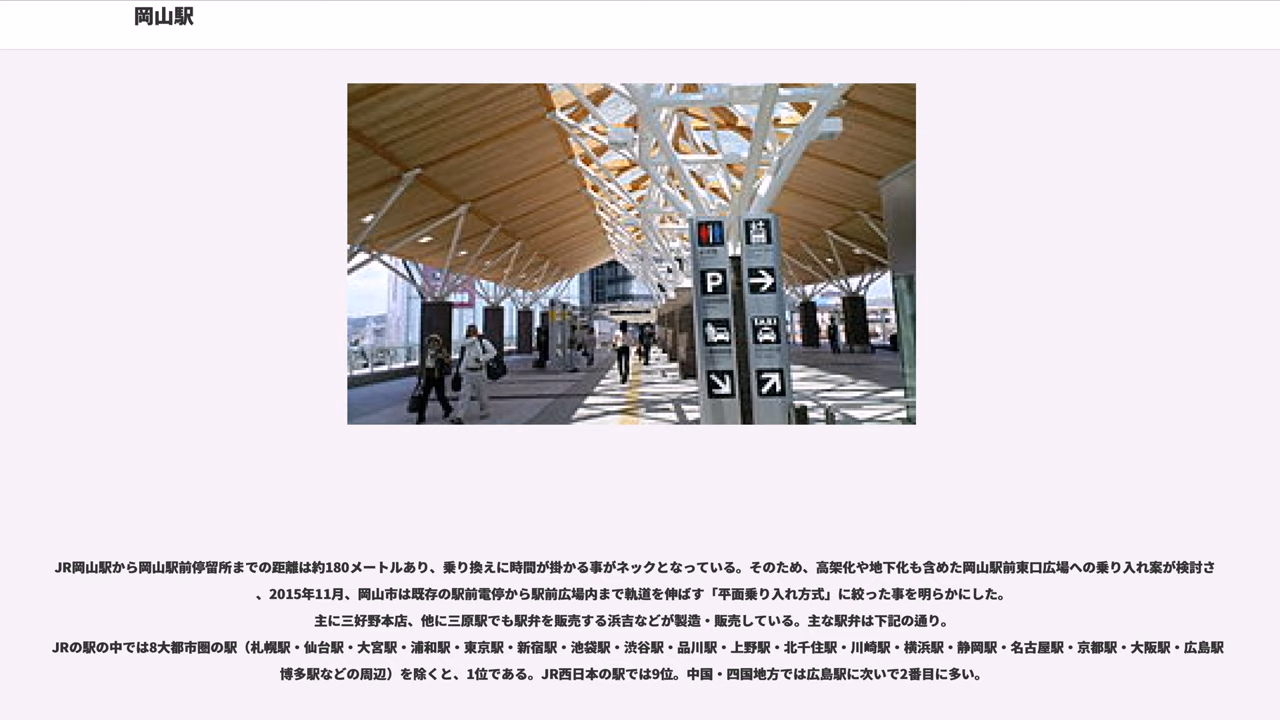 岡山駅
P
TAXI
JR岡山駅から岡山駅前停留所までの距離は約180メートルあり、乗り換えに時間が掛かる事がネックとなっている。そのため、高架化や地下化も含めた岡山駅前東口広場への乗り入れ案が検討さ
、2015年11月、岡山市は既存の駅前電停から駅前広場内まで軌道を伸ばす「平面乗り入れ方式」に絞った事を明らかにした。
主に三好野本店、他に三原駅でも駅弁を販売する浜吉などが製造・販売している。主な駅弁は下記の通り。
JRの駅の中では8大都市圏の駅（札幌駅・仙台駅・大宮駅・浦和駅・東京駅・新宿駅・池袋駅・渋谷駅・品川駅・上野駅・北千住駅・川崎駅・横浜駅・静岡駅・名古屋駅・京都駅・大阪駅・広島駅
博多駅などの周辺）を除くと、1位である。JR西日本の駅では9位。中国・四国地方では広島駅に次いで2番目に多い。